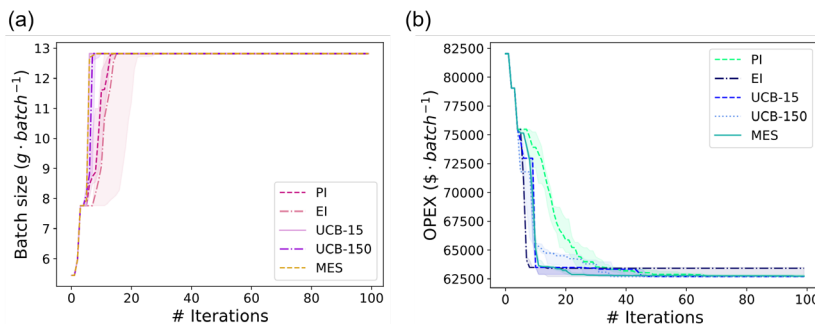 (a)
13
12
11
10
9
8
7
6
Batch size (g · batch⁻¹)
PI
EI
UCB-15
UCB-150
MES
0 20 40 60 80 100
# Iterations
(b)
82500
80000
77500
75000
72500
70000
67500
65000
62500
OPEX ($ · batch⁻¹)
PI
EI
UCB-15
UCB-150
MES
0 20 40 60 80 100
# Iterations